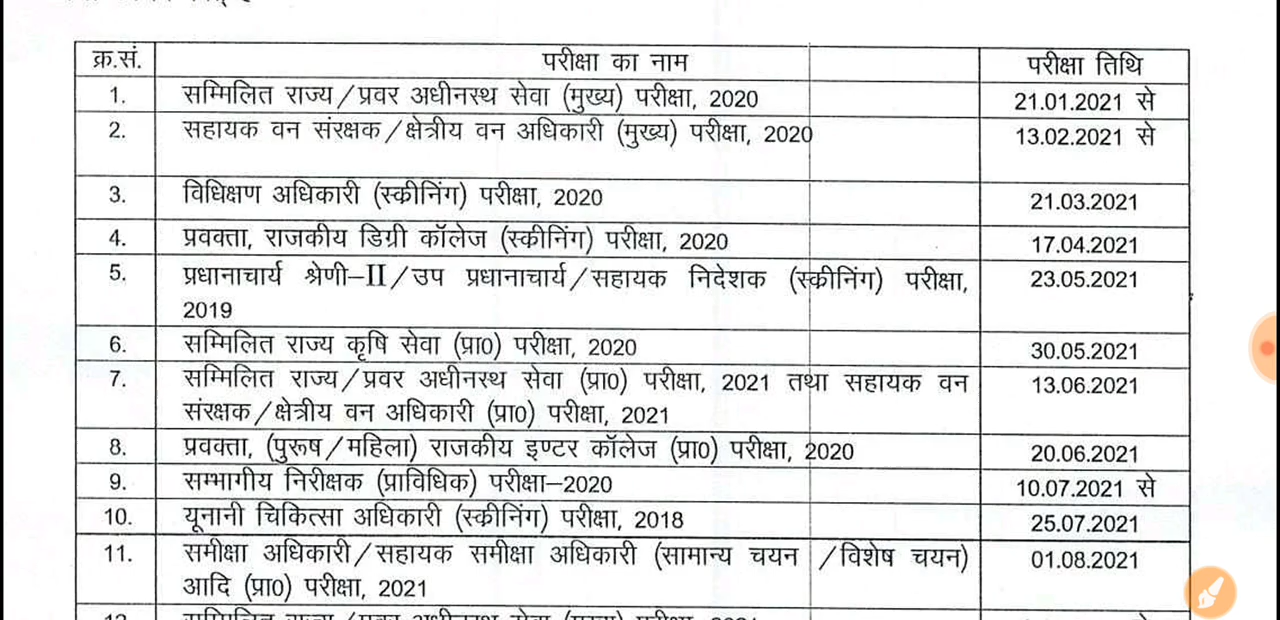 क्र.सं. परीक्षा का नाम परीक्षा तिथि
1. सम्मिलित राज्य/प्रवर अधीनस्थ सेवा (मुख्य) परीक्षा, 2020 21.01.2021 से
2. सहायक वन संरक्षक/क्षेत्रीय वन अधिकारी (मुख्य) परीक्षा, 2020 13.02.2021 से
3. विधिक्षण अधिकारी (स्कीनिंग) परीक्षा, 2020 21.03.2021
4. प्रवक्ता, राजकीय डिग्री कॉलेज (स्कीनिंग) परीक्षा, 2020 17.04.2021
5. प्रधानाचार्य श्रेणी–II/उप प्रधानाचार्य/सहायक निदेशक (स्कीनिंग) परीक्षा, 23.05.2021
2019
6. सम्मिलित राज्य कृषि सेवा (प्रा0) परीक्षा, 2020 30.05.2021
7. सम्मिलित राज्य/प्रवर अधीनस्थ सेवा (प्रा0) परीक्षा, 2021 तथा सहायक वन 13.06.2021
संरक्षक/क्षेत्रीय वन अधिकारी (प्रा0) परीक्षा, 2021
8. प्रवक्ता, (पुरूष/महिला) राजकीय इण्टर कॉलेज (प्रा0) परीक्षा, 2020 20.06.2021
9. सम्भागीय निरीक्षक (प्राविधिक) परीक्षा–2020 10.07.2021 से
10. यूनानी चिकित्सा अधिकारी (स्कीनिंग) परीक्षा, 2018 25.07.2021
11. समीक्षा अधिकारी/सहायक समीक्षा अधिकारी (सामान्य चयन /विशेष चयन) 01.08.2021
आदि (प्रा0) परीक्षा, 2021